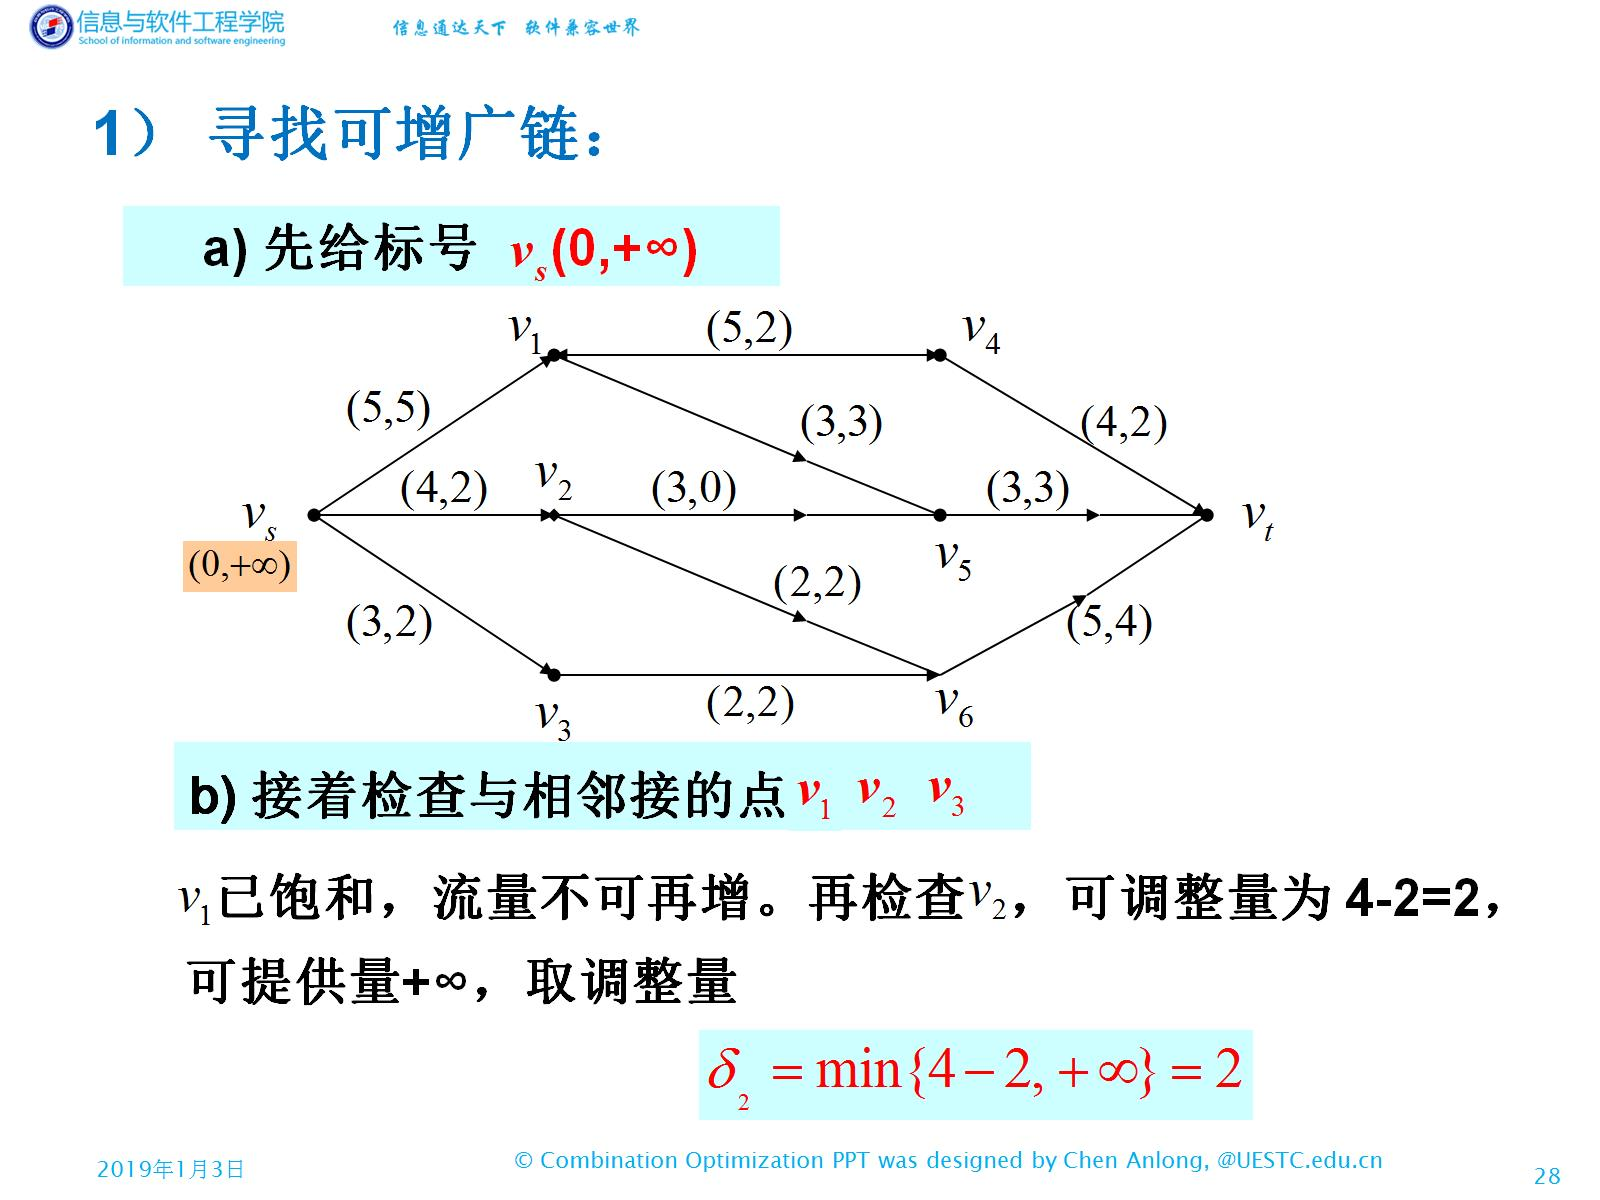 信息与软件工程学院
School of information and software engineering
信息通达天下 软件兼容世界
1） 寻找可增广链：
a) 先给标号 vs(0,+∞)
v1 (5,2) v4
(5,5) (3,3) (4,2)
vs (4,2) v2 (3,0) (3,3) vt
(0,+∞)
v5
(2,2)
(3,2) (5,4)
v3 (2,2) v6
b) 接着检查与相邻接的点 v1 v2 v3
v1已饱和，流量不可再增。再检查v2，可调整量为 4-2=2，
可提供量+∞，取调整量
δ2 = min{4−2, +∞} = 2
2019年1月3日
© Combination Optimization PPT was designed by Chen Anlong, @UESTC.edu.cn
28